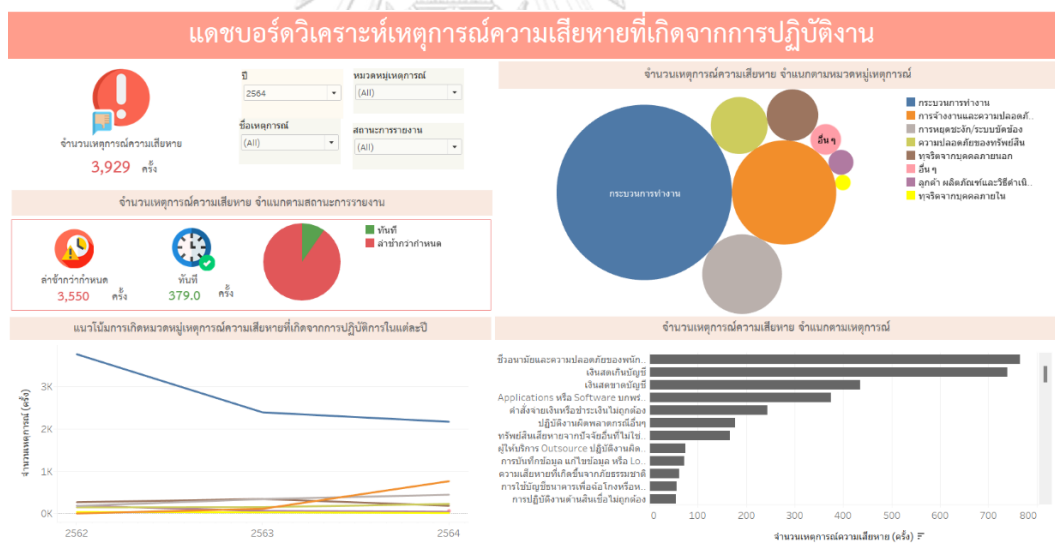 แดชบอร์ดวิเคราะห์เหตุการณ์ความเสียหายที่เกิดจากการปฏิบัติงาน
จำนวนเหตุการณ์ความเสียหาย
3,929 ครั้ง
ปี
2564
หมวดหมู่เหตุการณ์
(All)
ชื่อเหตุการณ์
(All)
สถานะการรายงาน
(All)
จำนวนเหตุการณ์ความเสียหาย จำแนกตามหมวดหมู่เหตุการณ์
กระบวนการทำงาน
อื่น ๆ
กระบวนการทำงาน
การจ้างงานและความปลอดภั..
การหยุดชะงัก/ระบบขัดข้อง
ความปลอดภัยของทรัพย์สิน
ทุจริตจากบุคคลภายนอก
อื่น ๆ
ลูกค้า ผลิตภัณฑ์และวิธีดำเนิ..
ทุจริตจากบุคคลภายใน
จำนวนเหตุการณ์ความเสียหาย จำแนกตามสถานะการรายงาน
ล่าช้ากว่ากำหนด
3,550 ครั้ง
ทันที
379.0 ครั้ง
ทันที
ล่าช้ากว่ากำหนด
แนวโน้มการเกิดหมวดหมู่เหตุการณ์ความเสียหายที่เกิดจากการปฏิบัติการในแต่ละปี
จำนวนเหตุการณ์ (ครั้ง)
3K
2K
1K
0K
2562 2563 2564
จำนวนเหตุการณ์ความเสียหาย จำแนกตามเหตุการณ์
ชีวอนามัยและความปลอดภัยของพนัก..
เงินสดเกินบัญชี
เงินสดขาดบัญชี
Applications หรือ Software บกพร่..
คำสั่งจ่ายเงินหรือชำระเงินไม่ถูกต้อง
ปฏิบัติงานผิดพลาดกรณีอื่นๆ
ทรัพย์สินเสียหายจากปัจจัยอื่นที่ไม่ใช่..
ผู้ให้บริการ Outsource ปฏิบัติงานผิด..
การบันทึกข้อมูล แก้ไขข้อมูล หรือ Lo..
ความเสียหายที่เกิดขึ้นจากภัยธรรมชาติ
การใช้บัญชีธนาคารเพื่อฉ้อโกงหรือห..
การปฏิบัติงานด้านสินเชื่อไม่ถูกต้อง
0 100 200 300 400 500 600 700 800
จำนวนเหตุการณ์ความเสียหาย (ครั้ง)